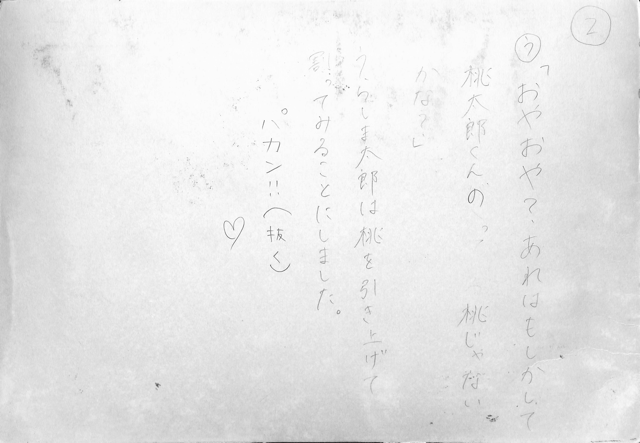 2
ウ「おやおや？あれはもしかして
桃太郎くんの 桃じゃない
かな？」
うらしま太郎は桃を引き上げて
割ってみることにしました。
パカン!!（抜く）
♡